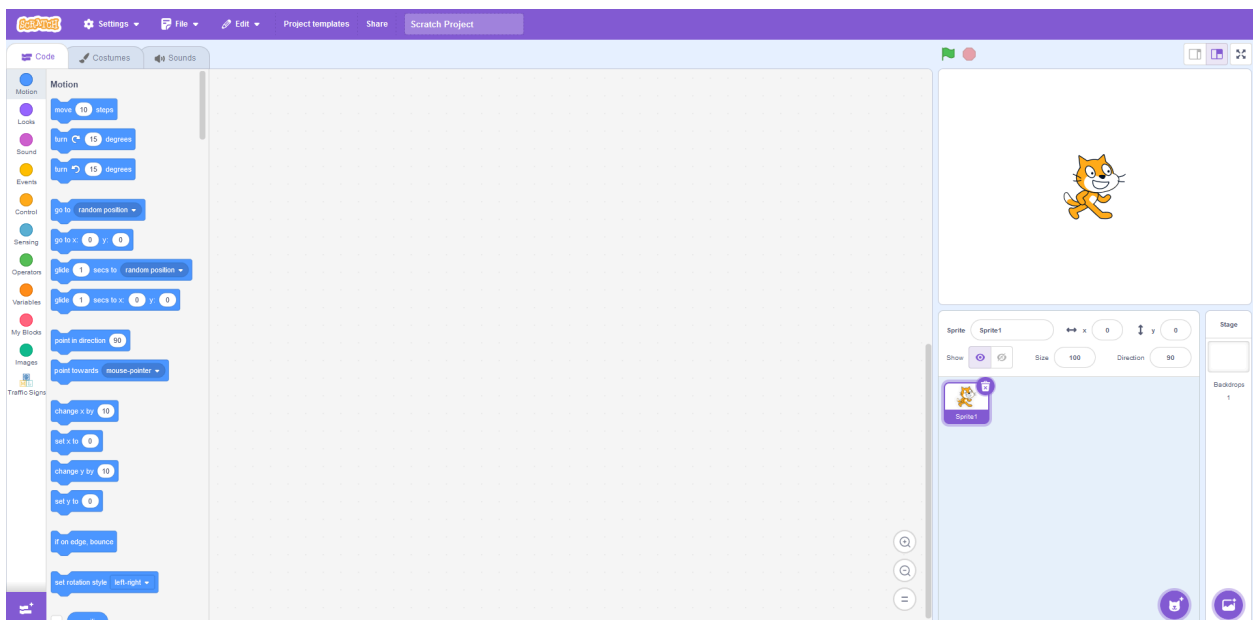 SCRATCH Settings File Edit Project templates Share Scratch Project
Code Costumes Sounds
Motion
Looks
Sound
Events
Control
Sensing
Operators
Variables
My Blocks
Images
Traffic Signs
Motion
move 10 steps
turn 15 degrees
turn 15 degrees
go to random position
go to x: 0 y: 0
glide 1 secs to random position
glide 1 secs to x: 0 y: 0
point in direction 90
point towards mouse-pointer
change x by 10
set x to 0
change y by 10
set y to 0
if on edge, bounce
set rotation style left-right
Sprite Sprite1 x 0 y 0
Show Size 100 Direction 90
Sprite1
Stage
Backdrops
1